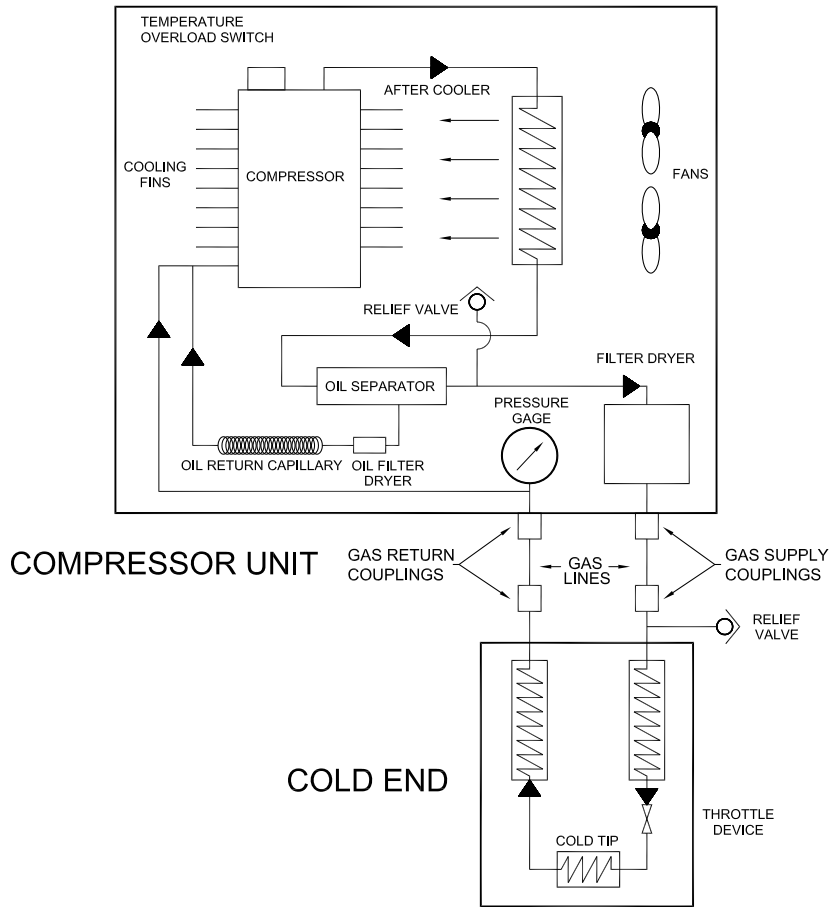 TEMPERATURE
OVERLOAD SWITCH
AFTER COOLER
COOLING
FINS
COMPRESSOR
FANS
RELIEF VALVE
FILTER DRYER
OIL SEPARATOR
PRESSURE
GAGE
OIL RETURN CAPILLARY
OIL FILTER
DRYER
COMPRESSOR UNIT
GAS RETURN
COUPLINGS
GAS
LINES
GAS SUPPLY
COUPLINGS
RELIEF
VALVE
COLD END
THROTTLE
DEVICE
COLD TIP